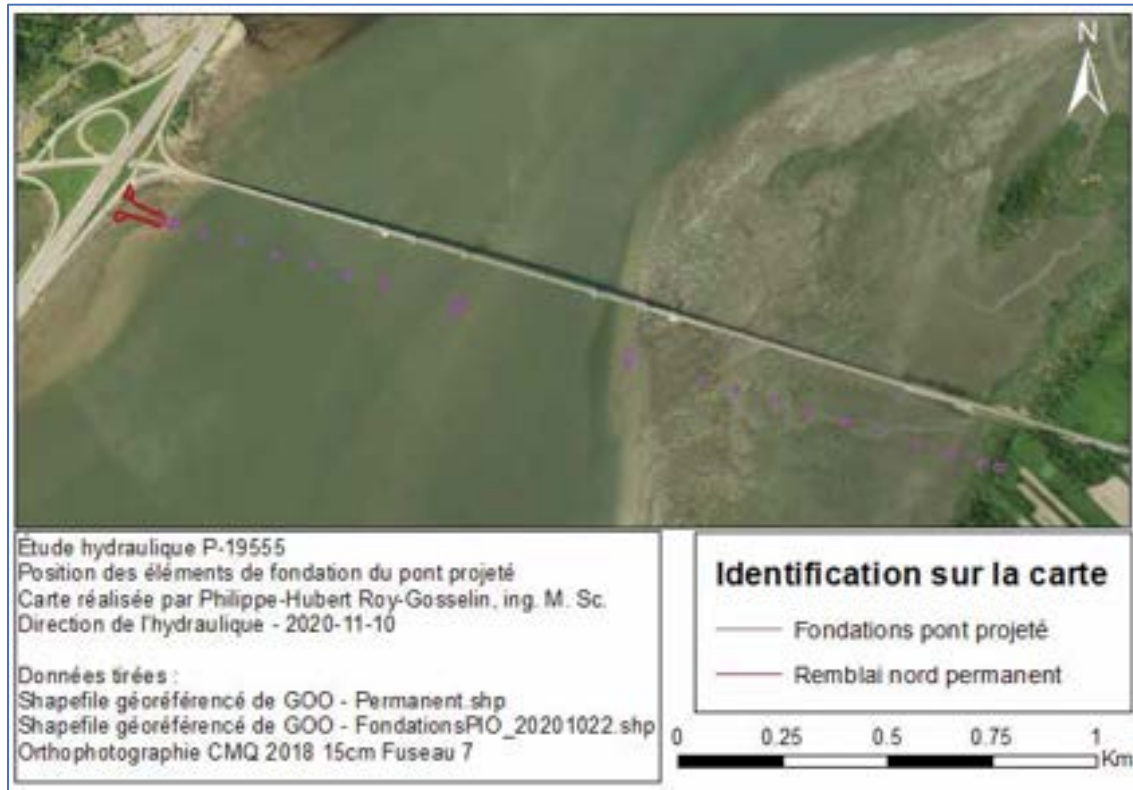 N
Étude hydraulique P-19555
Position des éléments de fondation du pont projeté
Carte réalisée par Philippe-Hubert Roy-Gosselin, ing. M. Sc.
Direction de l'hydraulique - 2020-11-10
Données tirées :
Shapefile géoréférencé de GOO - Permanent.shp
Shapefile géoréférencé de GOO - FondationsPIO_20201022.shp
Orthophotographie CMQ 2018 15cm Fuseau 7
Identification sur la carte
Fondations pont projeté
Remblai nord permanent
0 0.25 0.5 0.75 1
Km